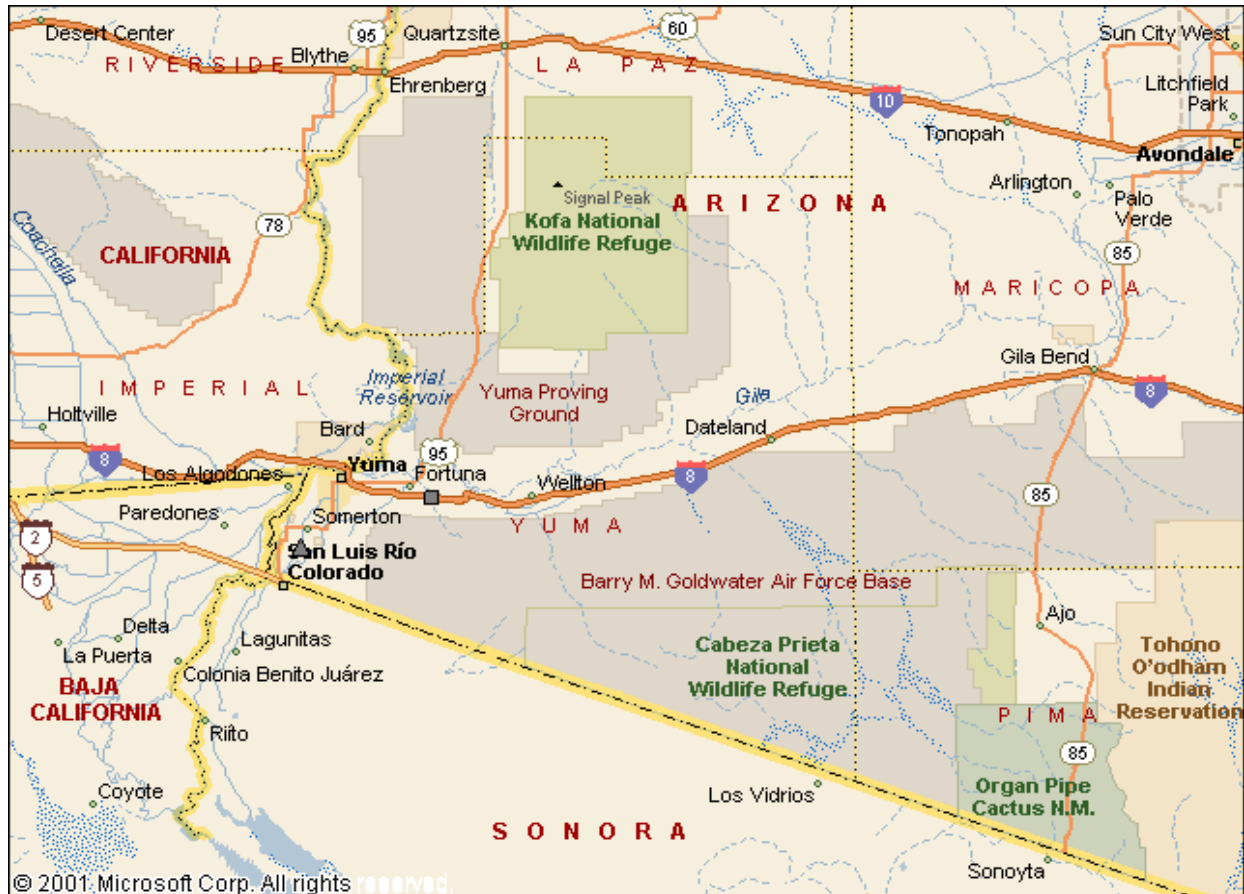 Desert Center
95
Quartzsite
60
Sun City West
Blythe
RIVERSIDE
LA PAZ
Ehrenberg
Litchfield
Park
10
Tonopah
Avondale
Signal Peak
ARIZONA
Arlington
Palo
Verde
Kofa National
Wildlife Refuge
Coachella
78
CALIFORNIA
85
MARICOPA
Gila Bend
Imperial
Reservoir
IMPERIAL
Yuma Proving
Ground
Gila
8
Holtville
Bard
Dateland
95
8
Los Algodones
Yuma
Fortuna
8
Wellton
85
Paredones
Somerton
YUMA
2
San Luis Río
Colorado
5
Barry M. Goldwater Air Force Base
Delta
Lagunitas
Ajo
La Puerta
Colonia Benito Juárez
Cabeza Prieta
National
Wildlife Refuge
Tohono
O'odham
Indian
Reservation
BAJA
CALIFORNIA
PIMA
Riito
85
Coyote
Los Vidrios
Organ Pipe
Cactus N.M.
SONORA
Sonoyta
© 2001 Microsoft Corp. All rights reserved.